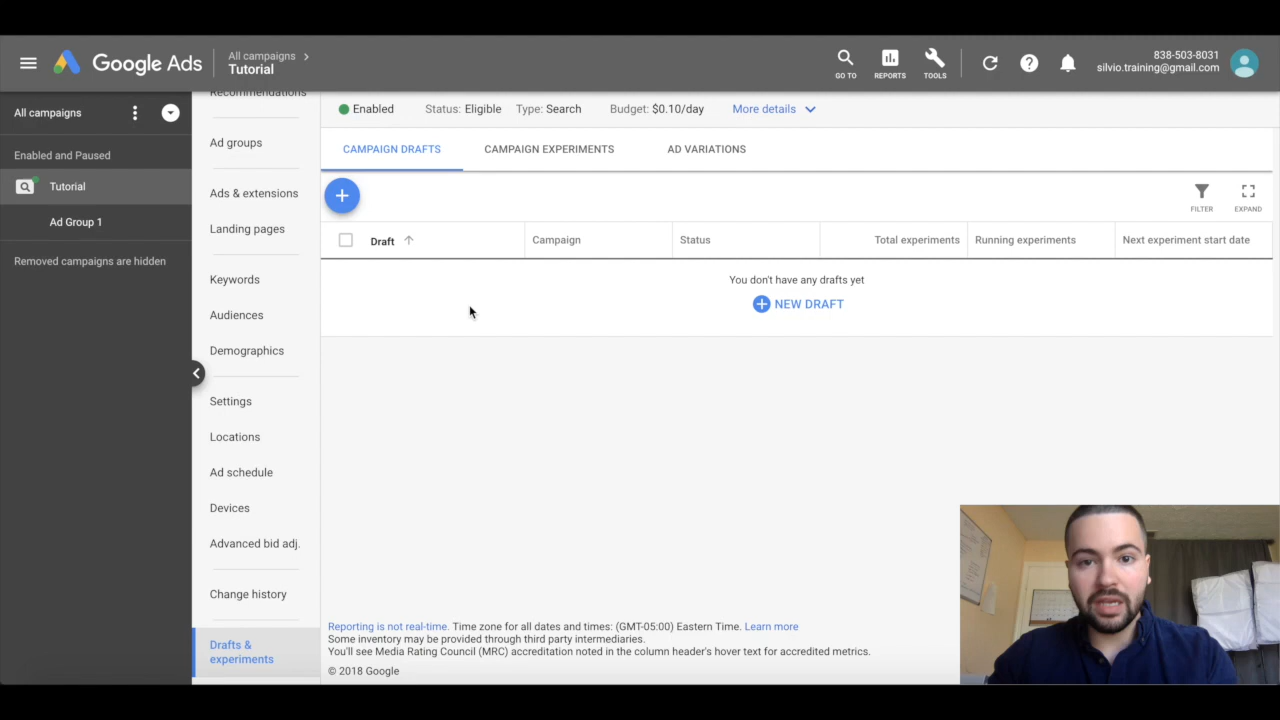 Google Ads
All campaigns >
Tutorial
GO TO
REPORTS
TOOLS
838-503-8031
silvio.training@gmail.com
All campaigns
Enabled and Paused
Tutorial
Ad Group 1
Removed campaigns are hidden
Recommendations
Ad groups
Ads & extensions
Landing pages
Keywords
Audiences
Demographics
Settings
Locations
Ad schedule
Devices
Advanced bid adj.
Change history
Drafts &
experiments
Enabled Status: Eligible Type: Search Budget: $0.10/day More details
CAMPAIGN DRAFTS CAMPAIGN EXPERIMENTS AD VARIATIONS
FILTER
EXPAND
Draft Campaign Status Total experiments Running experiments Next experiment start date
You don't have any drafts yet
NEW DRAFT
Reporting is not real-time. Time zone for all dates and times: (GMT-05:00) Eastern Time. Learn more
Some inventory may be provided through third party intermediaries.
You'll see Media Rating Council (MRC) accreditation noted in the column header's hover text for accredited metrics.
© 2018 Google